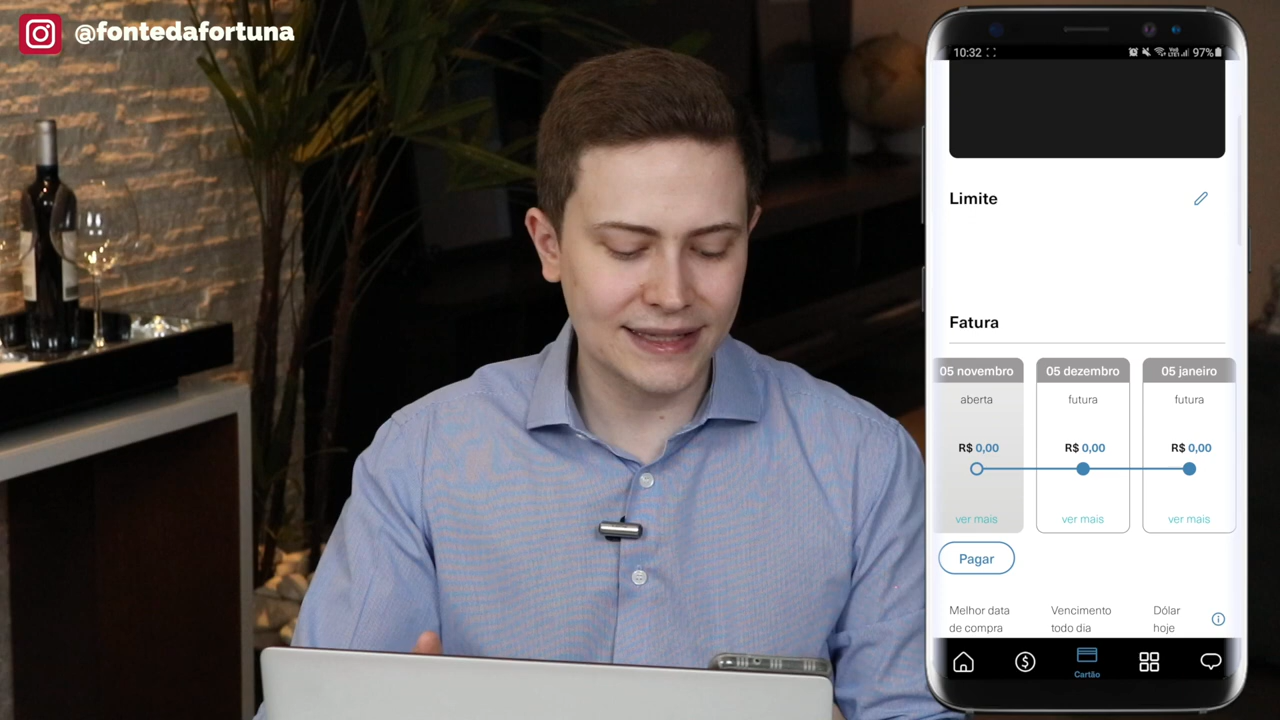 @fontedafortuna
10:32
97%
Limite
Fatura
05 novembro
aberta
R$ 0,00
ver mais
05 dezembro
futura
R$ 0,00
ver mais
05 janeiro
futura
R$ 0,00
ver mais
Pagar
Melhor data
de compra
Vencimento
todo dia
Dólar
hoje
Cartão